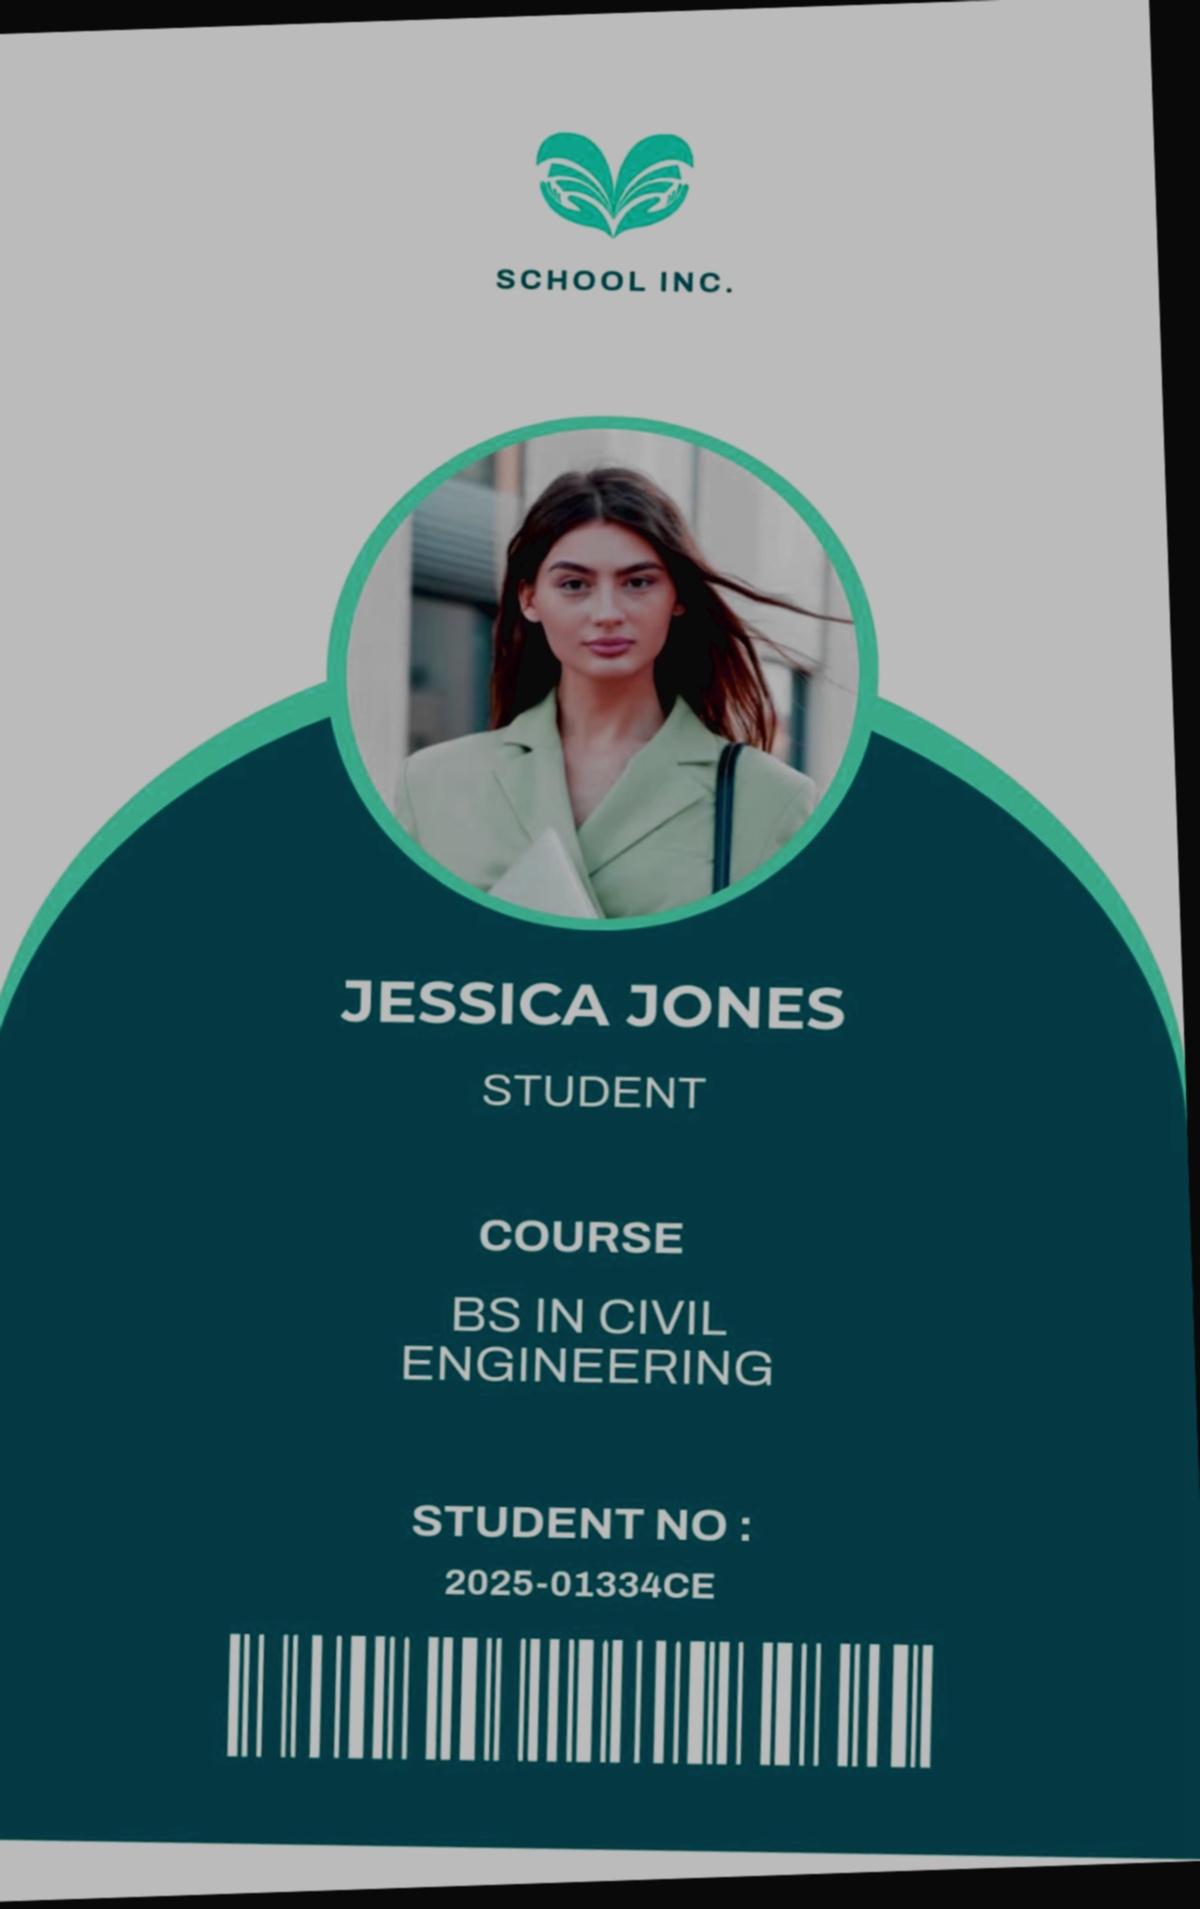 SCHOOL INC.
JESSICA JONES
STUDENT
COURSE
BS IN CIVIL
ENGINEERING
STUDENT NO :
2025-01334CE